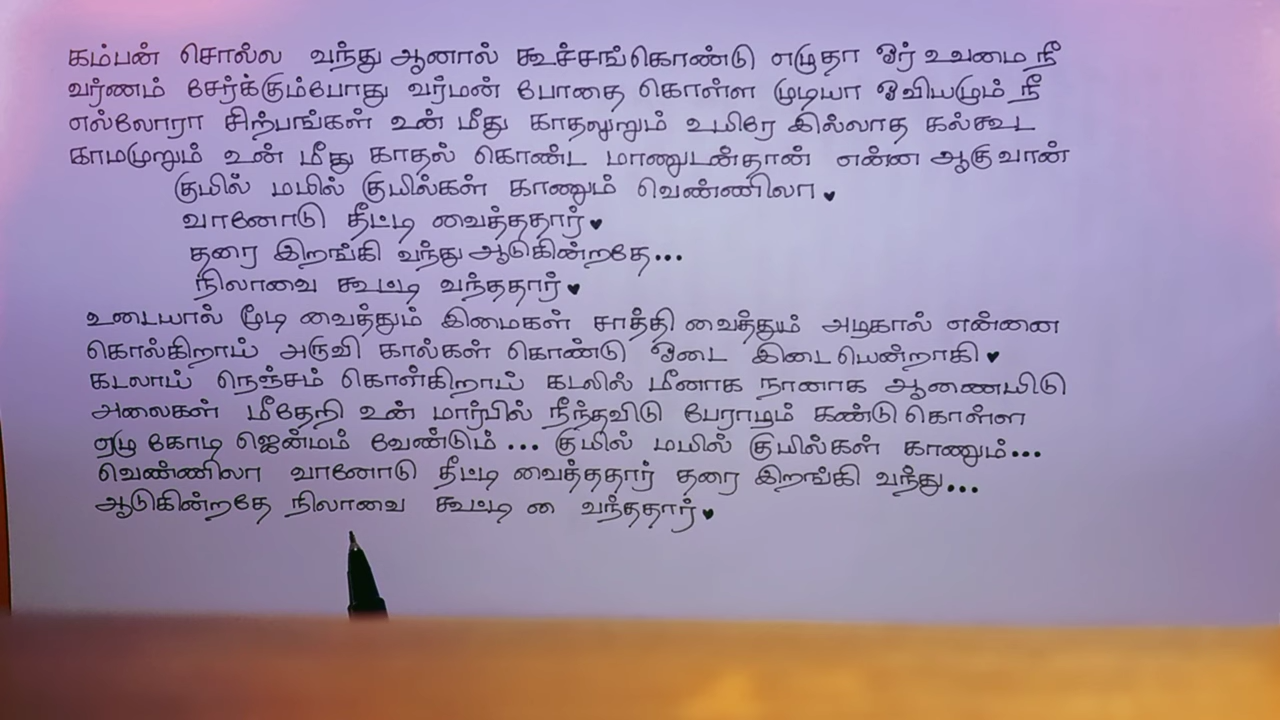 கம்பன் சொல்ல வந்து ஆனால் கூச்சங்கொண்டு எழுதா ஓர் உவமை நீ
வர்ணம் சேர்க்கும்போது வர்மன் போதை கொள்ள முடியா ஓவியமும் நீ
எல்லோரா சிற்பங்கள் உன் மீது காதலுறும் உயிரே இல்லாத கல்கூட
காமமுறும் உன் மீது காதல் கொண்ட மானுடன்தான் என்ன ஆகுவான்
குயில் மயில் குயில்கள் காணும் வெண்ணிலா ♥
வானோடு தீட்டி வைத்ததார் ♥
தரை இறங்கி வந்து ஆடுகின்றதே...
நிலாவை கூட்டி வந்ததார் ♥
உடையால் மூடி வைத்தும் இமைகள் சாத்தி வைத்தும் அழகால் என்னை
கொல்கிறாய் அருவி கால்கள் கொண்டு ஓடை இடையென்றாகி ♥
கடலாய் நெஞ்சம் கொள்கிறாய் கடலில் மீனாக நானாக ஆணையிடு
அலைகள் மீதேறி உன் மார்பில் நீந்தவிடு பேராழம் கண்டு கொள்ள
ஏழு கோடி ஜென்மம் வேண்டும்... குயில் மயில் குயில்கள் காணும்...
வெண்ணிலா வானோடு தீட்டி வைத்ததார் தரை இறங்கி வந்து...
ஆடுகின்றதே நிலாவை கூட்டி வந்ததார் ♥